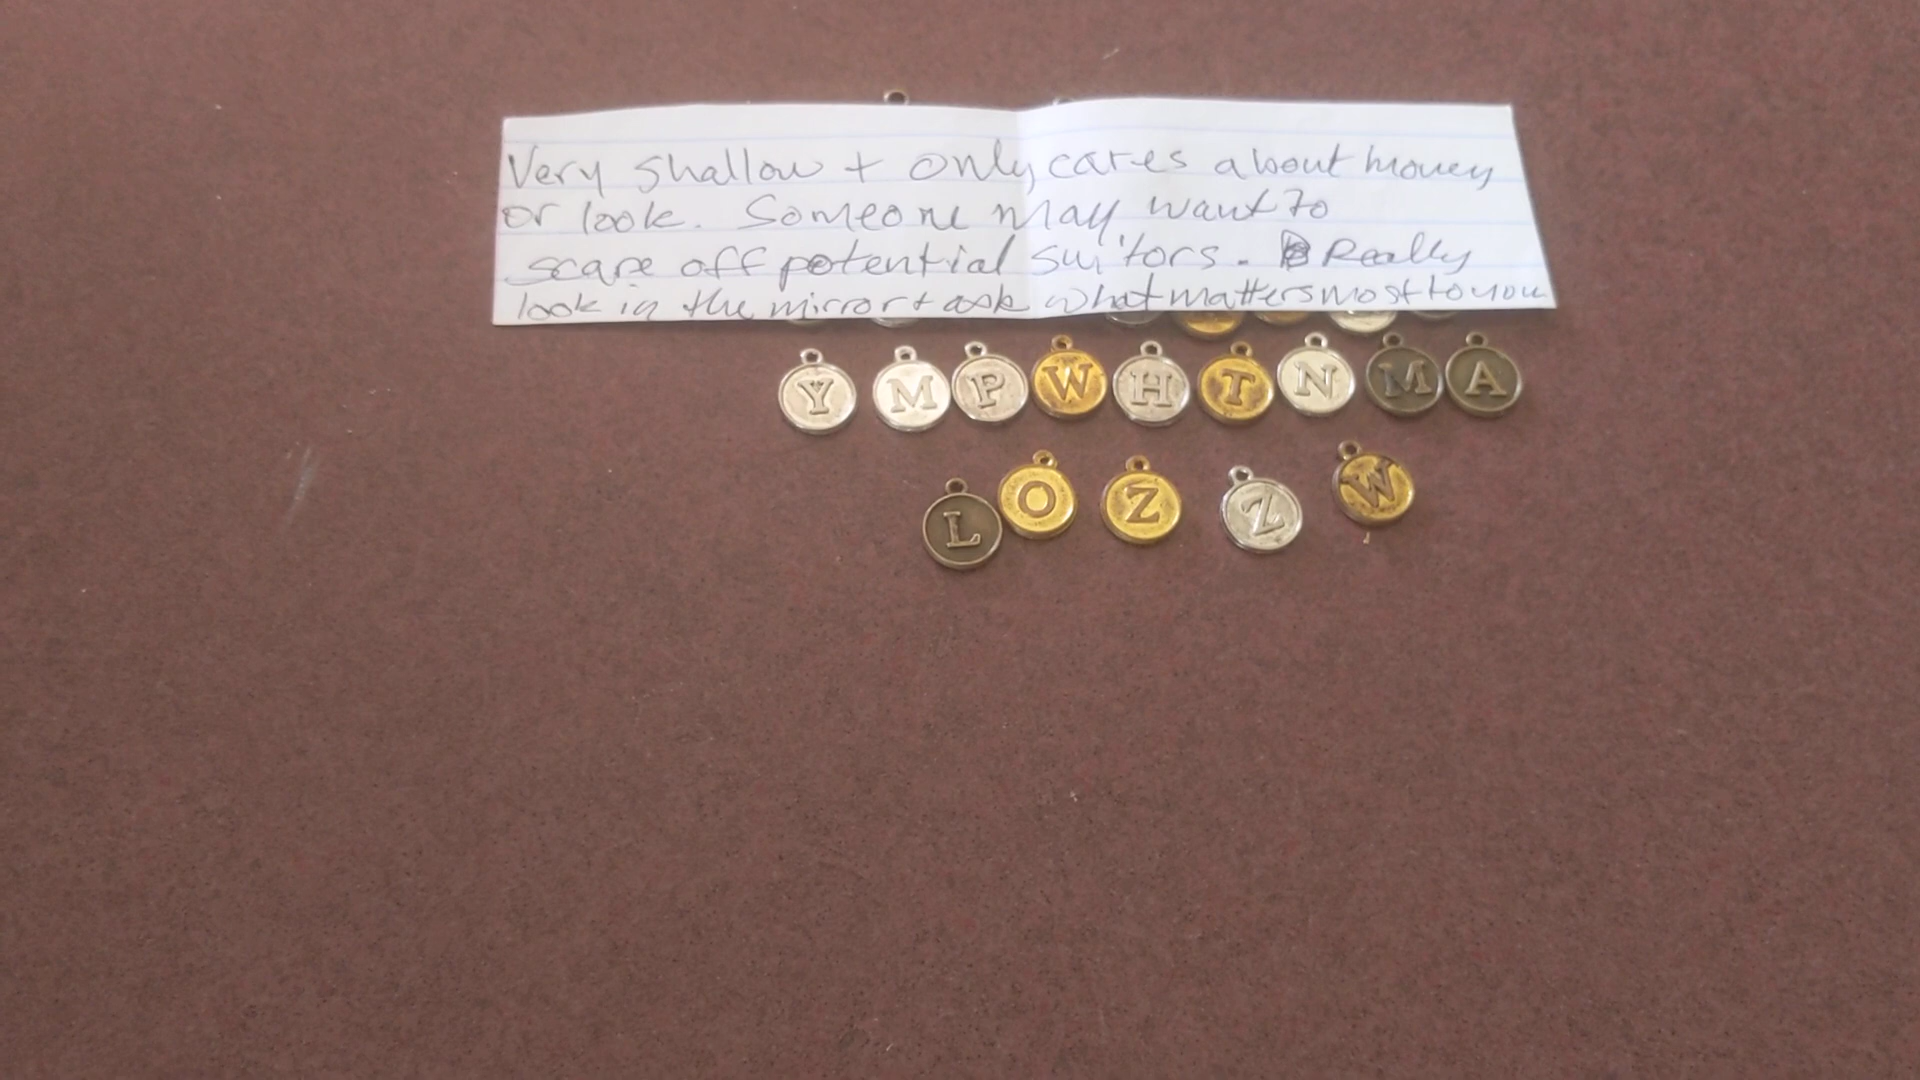 Very shallow + only cares about money
or look. Someone may want to
scare off potential suitors. Really
look in the mirror + ask what matters most to you
Y M P W H T N M A
L O Z Z W